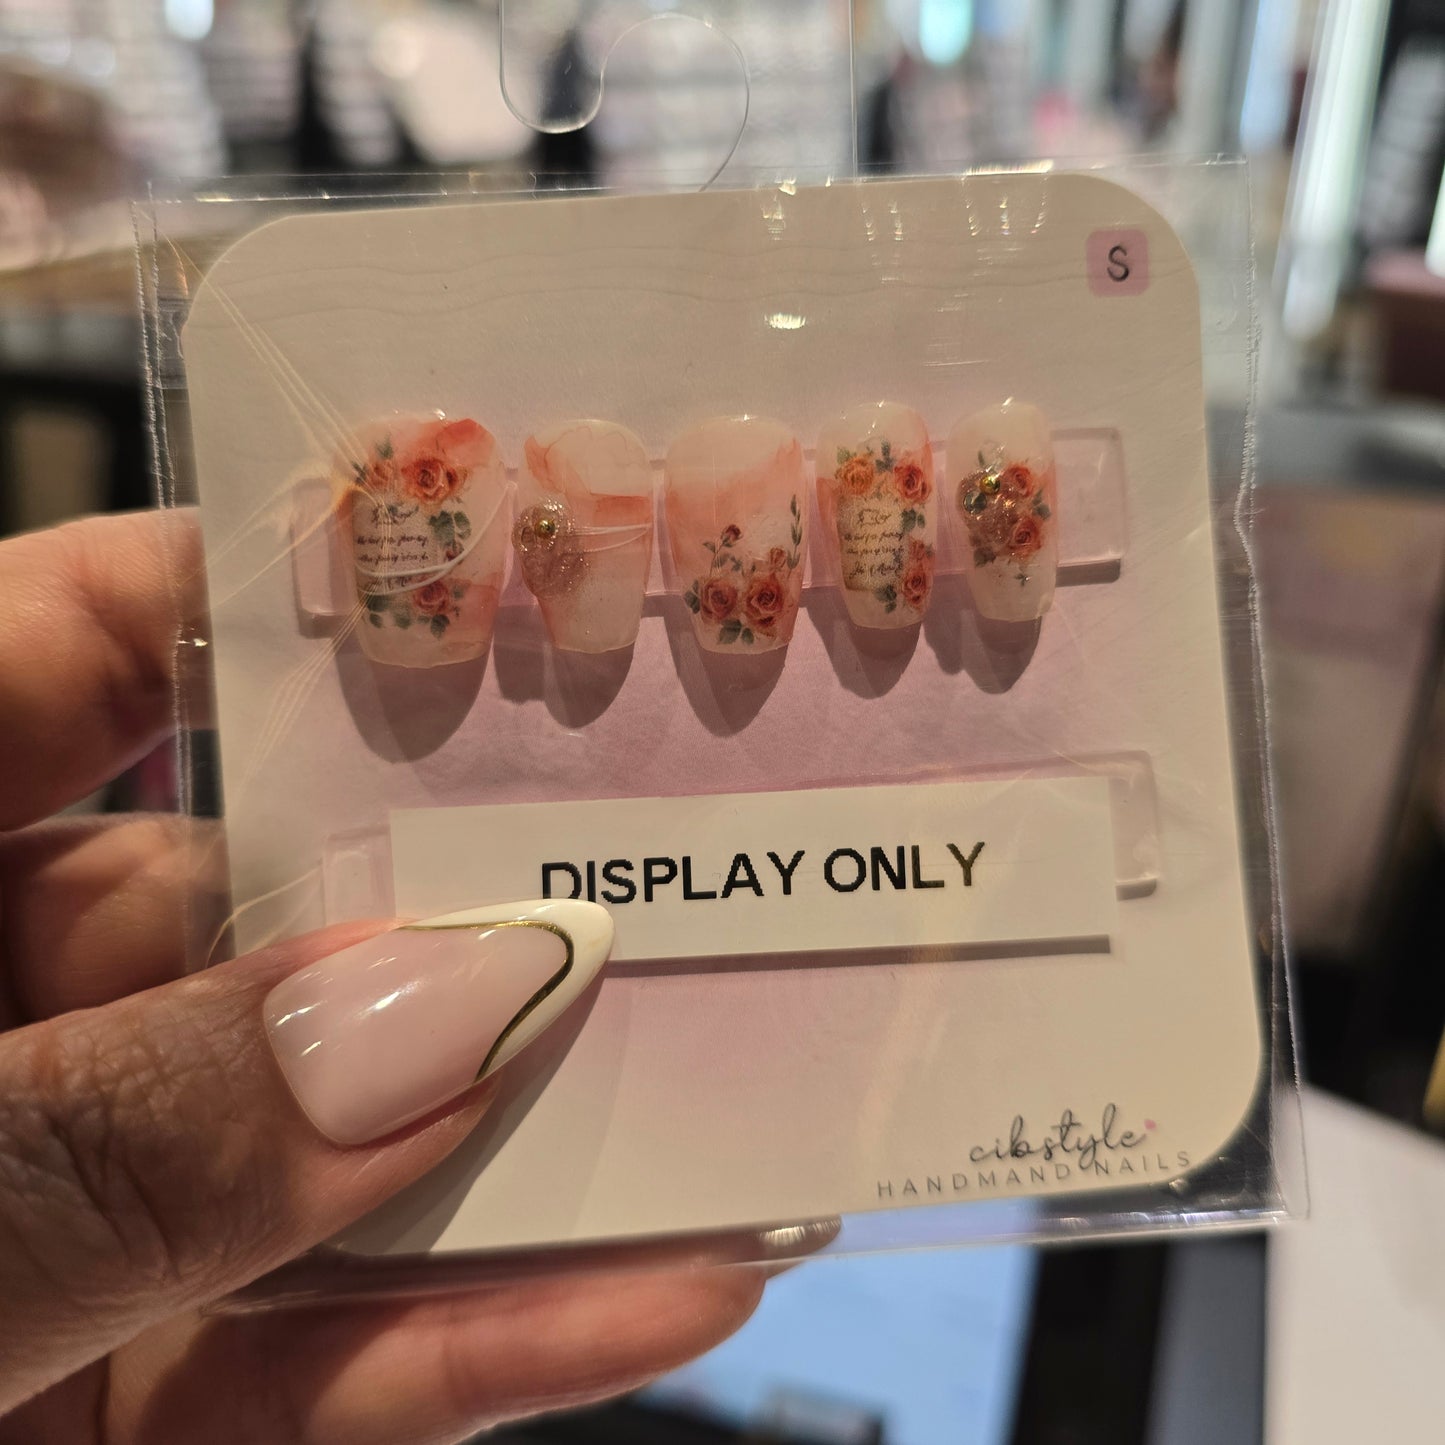 S
DISPLAY ONLY
cibstyle
HANDMAND NAILS